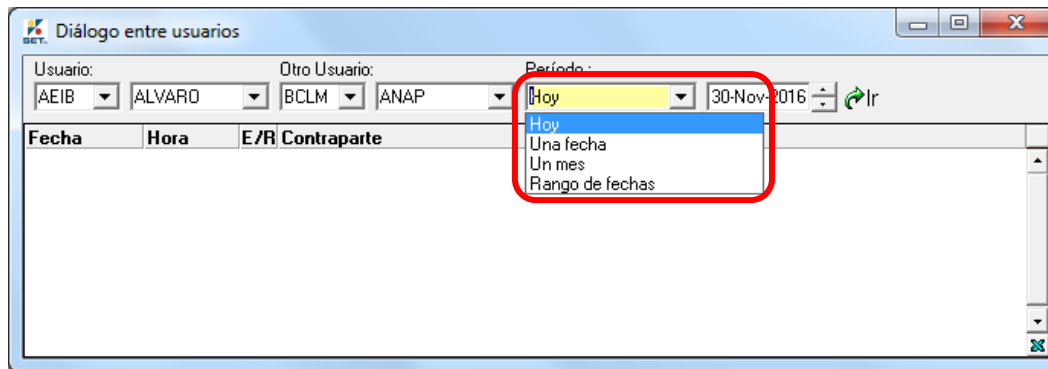 Diálogo entre usuarios
Usuario: Otro Usuario: Período :
AEIB ALVARO BCLM ANAP Hoy 30-Nov-2016 Ir
Fecha Hora E/R Contraparte
Hoy
Una fecha
Un mes
Rango de fechas